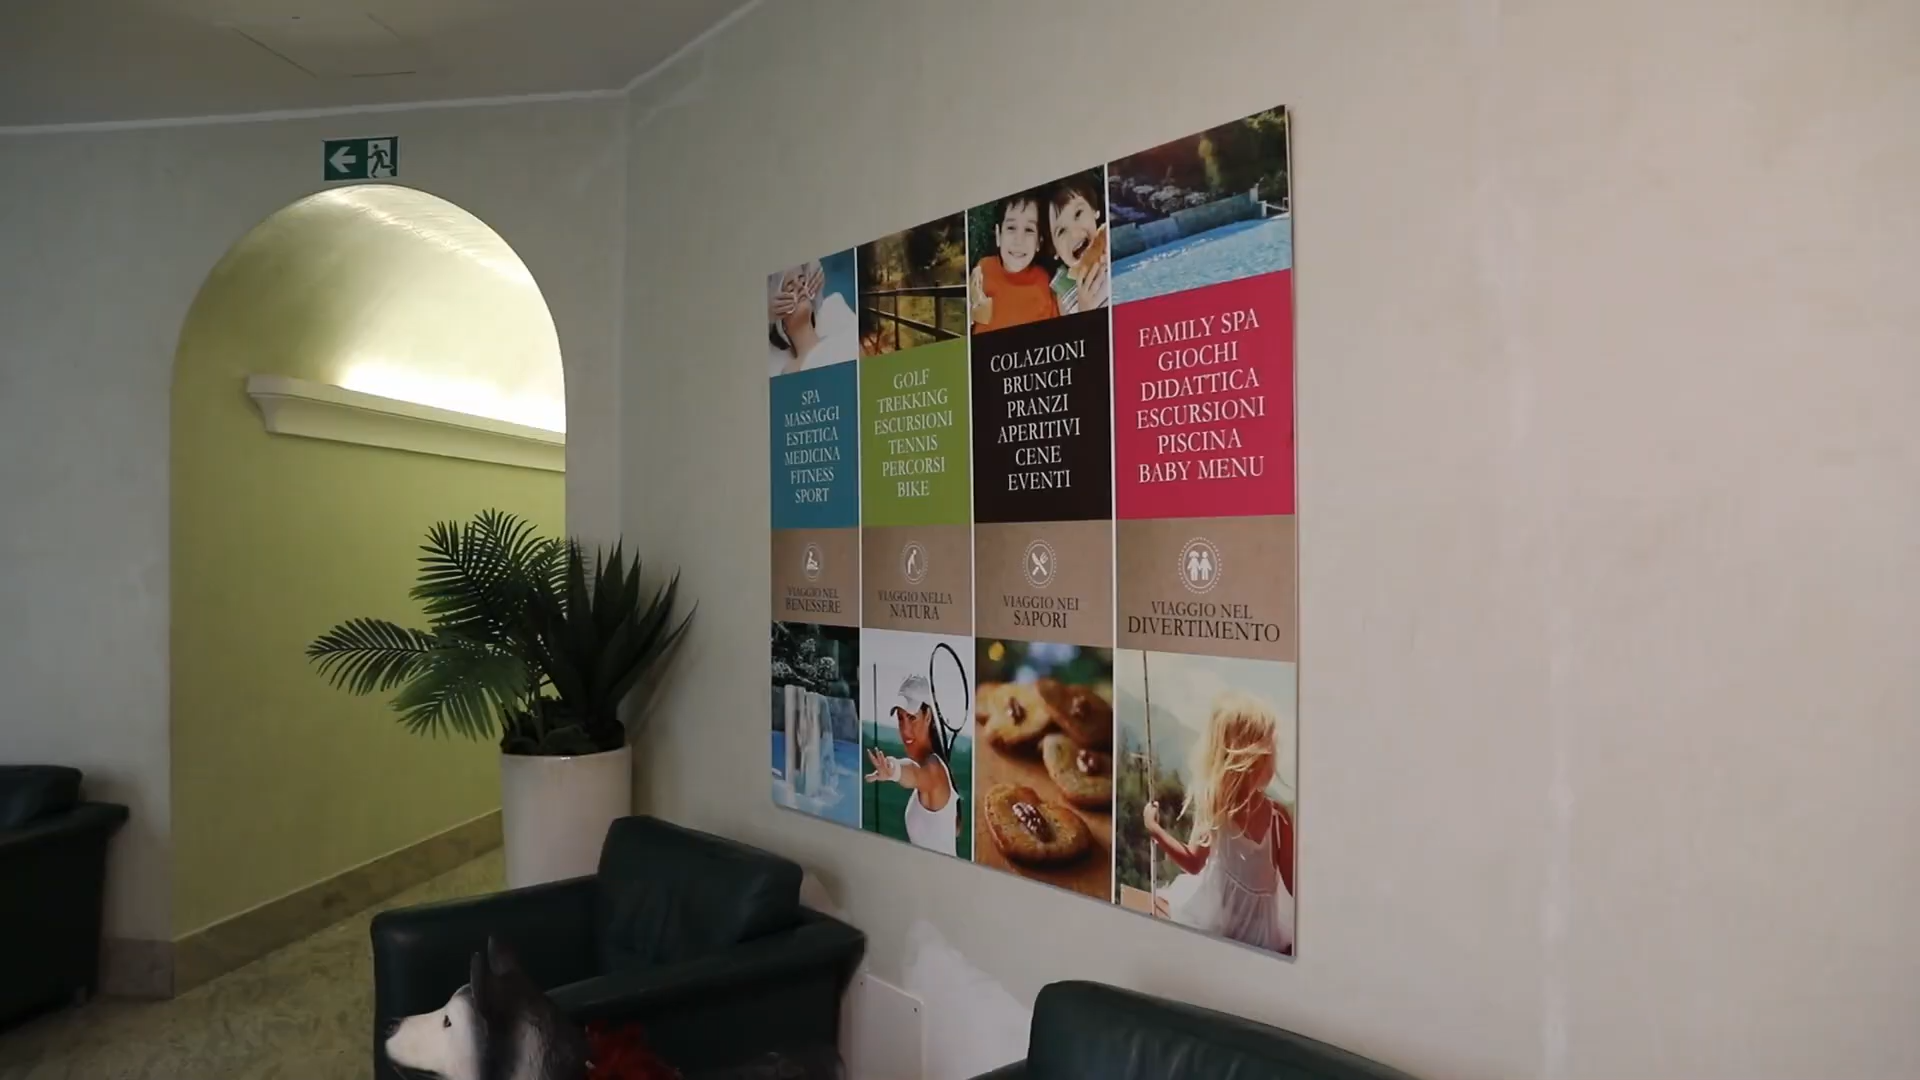 SPA
MASSAGGI
ESTETICA
MEDICINA
FITNESS
SPORT
VIAGGIO NEL
BENESSERE
GOLF
TREKKING
ESCURSIONI
TENNIS
PERCORSI
BIKE
VIAGGIO NELLA
NATURA
COLAZIONI
BRUNCH
PRANZI
APERITIVI
CENE
EVENTI
VIAGGIO NEI
SAPORI
FAMILY SPA
GIOCHI
DIDATTICA
ESCURSIONI
PISCINA
BABY MENU
VIAGGIO NEL
DIVERTIMENTO